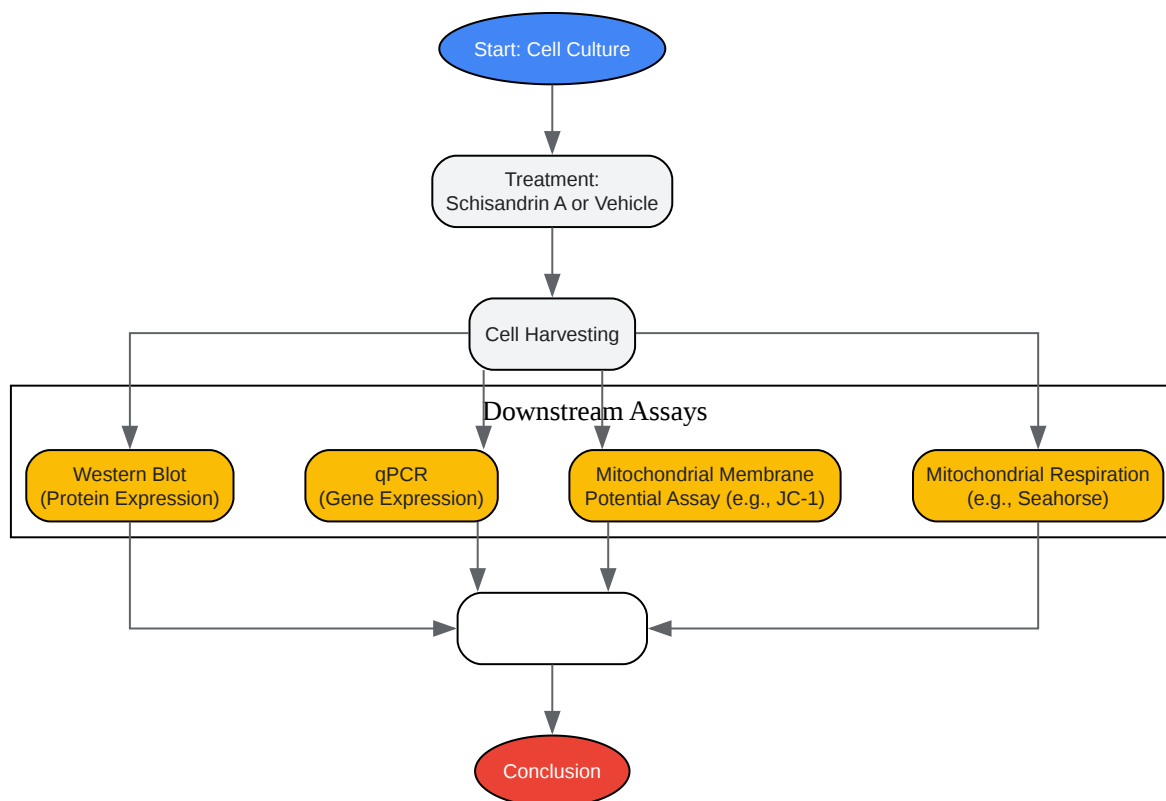 Start: Cell Culture
Treatment:
Schisandrin A or Vehicle
Cell Harvesting
Downstream Assays
Western Blot
(Protein Expression)
qPCR
(Gene Expression)
Mitochondrial Membrane
Potential Assay (e.g., JC-1)
Mitochondrial Respiration
(e.g., Seahorse)
Conclusion